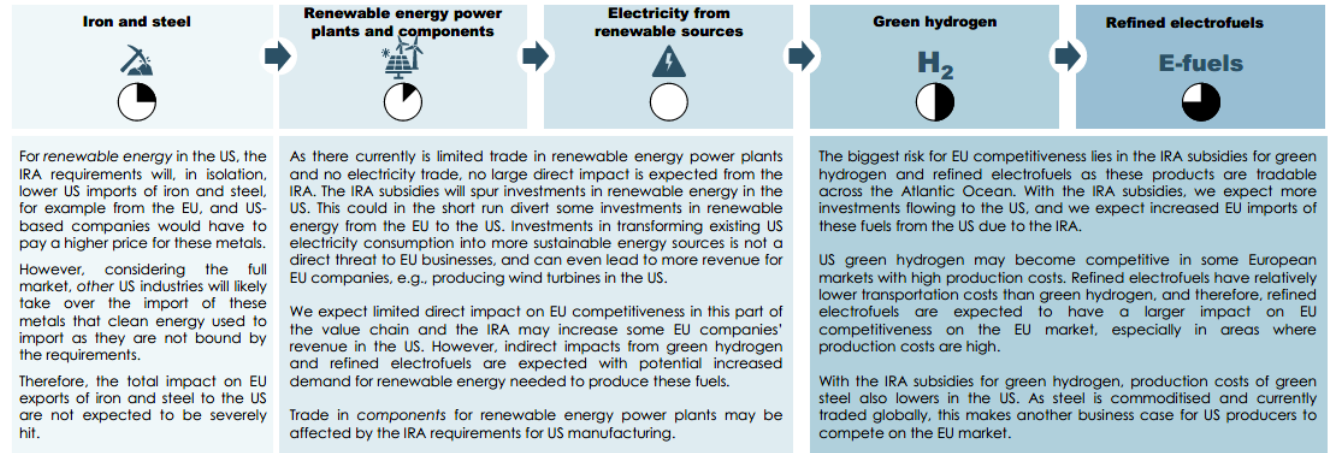 Iron and steel
Renewable energy power
plants and components
Electricity from
renewable sources
Green hydrogen
H2
Refined electrofuels
E-fuels
For renewable energy in the US, the
IRA requirements will, in isolation,
lower US imports of iron and steel,
for example from the EU, and US-
based companies would have to
pay a higher price for these metals.
However, considering the full
market, other US industries will likely
take over the import of these
metals that clean energy used to
import as they are not bound by
the requirements.
Therefore, the total impact on EU
exports of iron and steel to the US
are not expected to be severely
hit.
As there currently is limited trade in renewable energy power plants
and no electricity trade, no large direct impact is expected from the
IRA. The IRA subsidies will spur investments in renewable energy in the
US. This could in the short run divert some investments in renewable
energy from the EU to the US. Investments in transforming existing US
electricity consumption into more sustainable energy sources is not a
direct threat to EU businesses, and can even lead to more revenue for
EU companies, e.g., producing wind turbines in the US.
We expect limited direct impact on EU competitiveness in this part of
the value chain and the IRA may increase some EU companies'
revenue in the US. However, indirect impacts from green hydrogen
and refined electrofuels are expected with potential increased
demand for renewable energy needed to produce these fuels.
Trade in components for renewable energy power plants may be
affected by the IRA requirements for US manufacturing.
The biggest risk for EU competitiveness lies in the IRA subsidies for green
hydrogen and refined electrofuels as these products are tradable
across the Atlantic Ocean. With the IRA subsidies, we expect more
investments flowing to the US, and we expect increased EU imports of
these fuels from the US due to the IRA.
US green hydrogen may become competitive in some European
markets with high production costs. Refined electrofuels have relatively
lower transportation costs than green hydrogen, and therefore, refined
electrofuels are expected to have a larger impact on EU
competitiveness on the EU market, especially in areas where
production costs are high.
With the IRA subsidies for green hydrogen, production costs of green
steel also lowers in the US. As steel is commoditised and currently
traded globally, this makes another business case for US producers to
compete on the EU market.